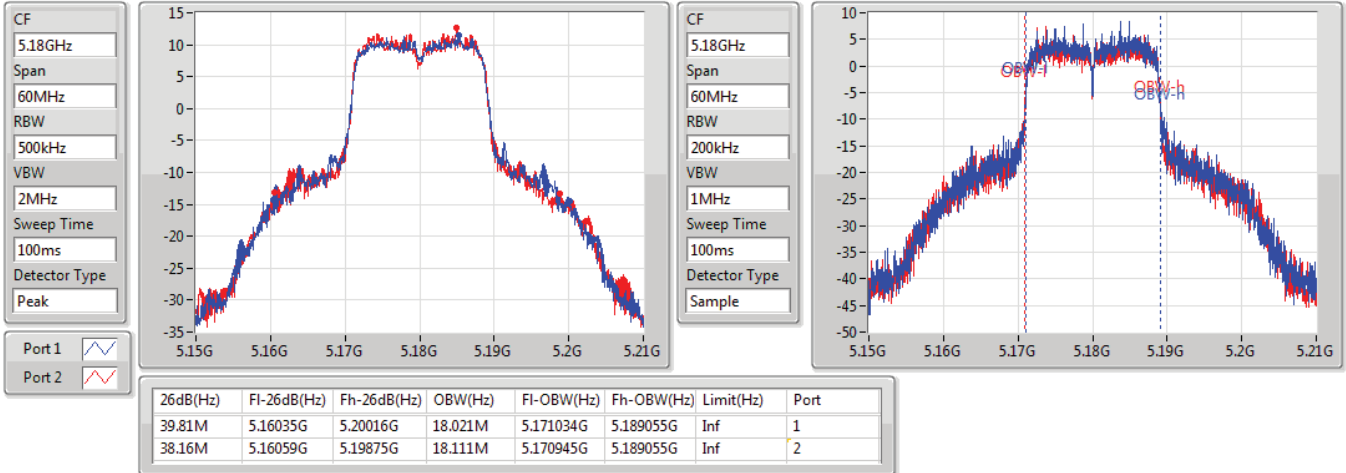 CF
5.18GHz
Span
60MHz
RBW
500kHz
VBW
2MHz
Sweep Time
100ms
Detector Type
Peak
Port 1
Port 2
15
10
5
0
-5
-10
-15
-20
-25
-30
-35
5.15G 5.16G 5.17G 5.18G 5.19G 5.2G 5.21G
CF
5.18GHz
Span
60MHz
RBW
200kHz
VBW
1MHz
Sweep Time
100ms
Detector Type
Sample
10
5
0
-5
-10
-15
-20
-25
-30
-35
-40
-45
-50
OBW-l
OBW-l
OBW-h
OBW-h
5.15G 5.16G 5.17G 5.18G 5.19G 5.2G 5.21G
26dB(Hz) Fl-26dB(Hz) Fh-26dB(Hz) OBW(Hz) Fl-OBW(Hz) Fh-OBW(Hz) Limit(Hz) Port
39.81M 5.16035G 5.20016G 18.021M 5.171034G 5.189055G Inf 1
38.16M 5.16059G 5.19875G 18.111M 5.170945G 5.189055G Inf 2